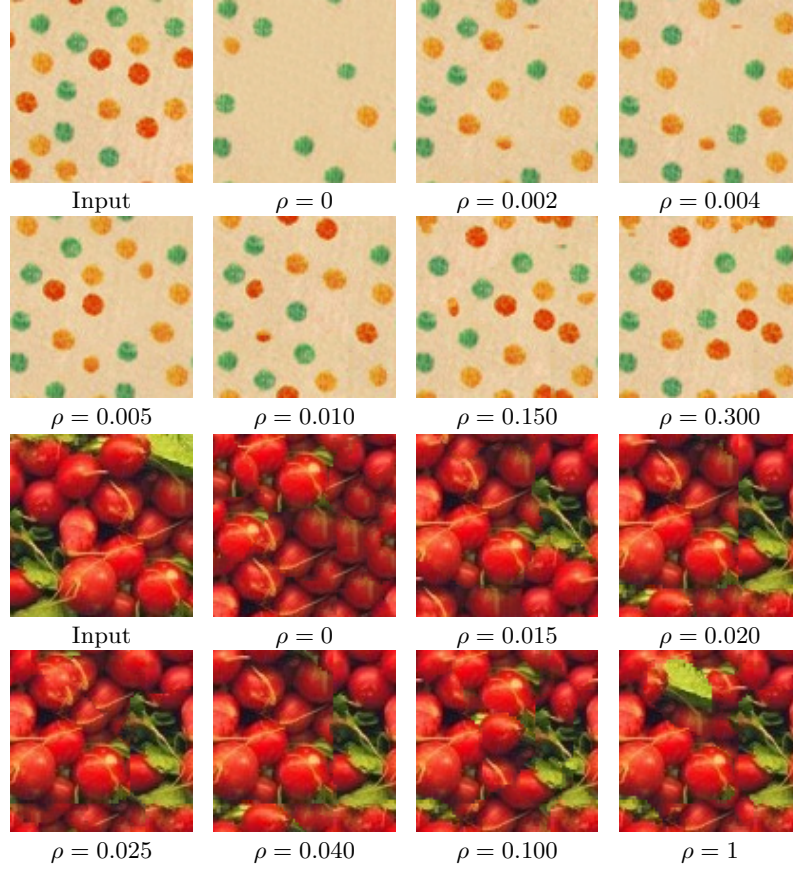 Input ρ = 0 ρ = 0.002 ρ = 0.004
ρ = 0.005 ρ = 0.010 ρ = 0.150 ρ = 0.300
Input ρ = 0 ρ = 0.015 ρ = 0.020
ρ = 0.025 ρ = 0.040 ρ = 0.100 ρ = 1